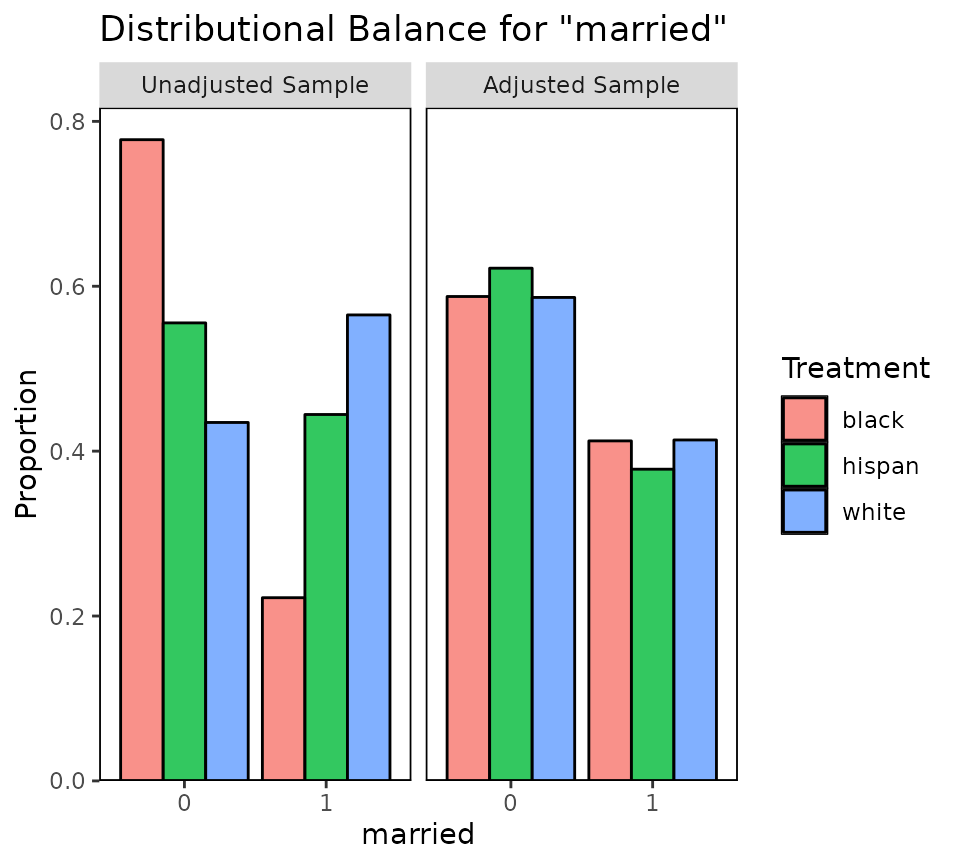 Distributional Balance for "married"
Unadjusted Sample
Adjusted Sample
0.8
0.6
0.4
0.2
0.0
Proportion
0
1
0
1
married
Treatment
black
hispan
white